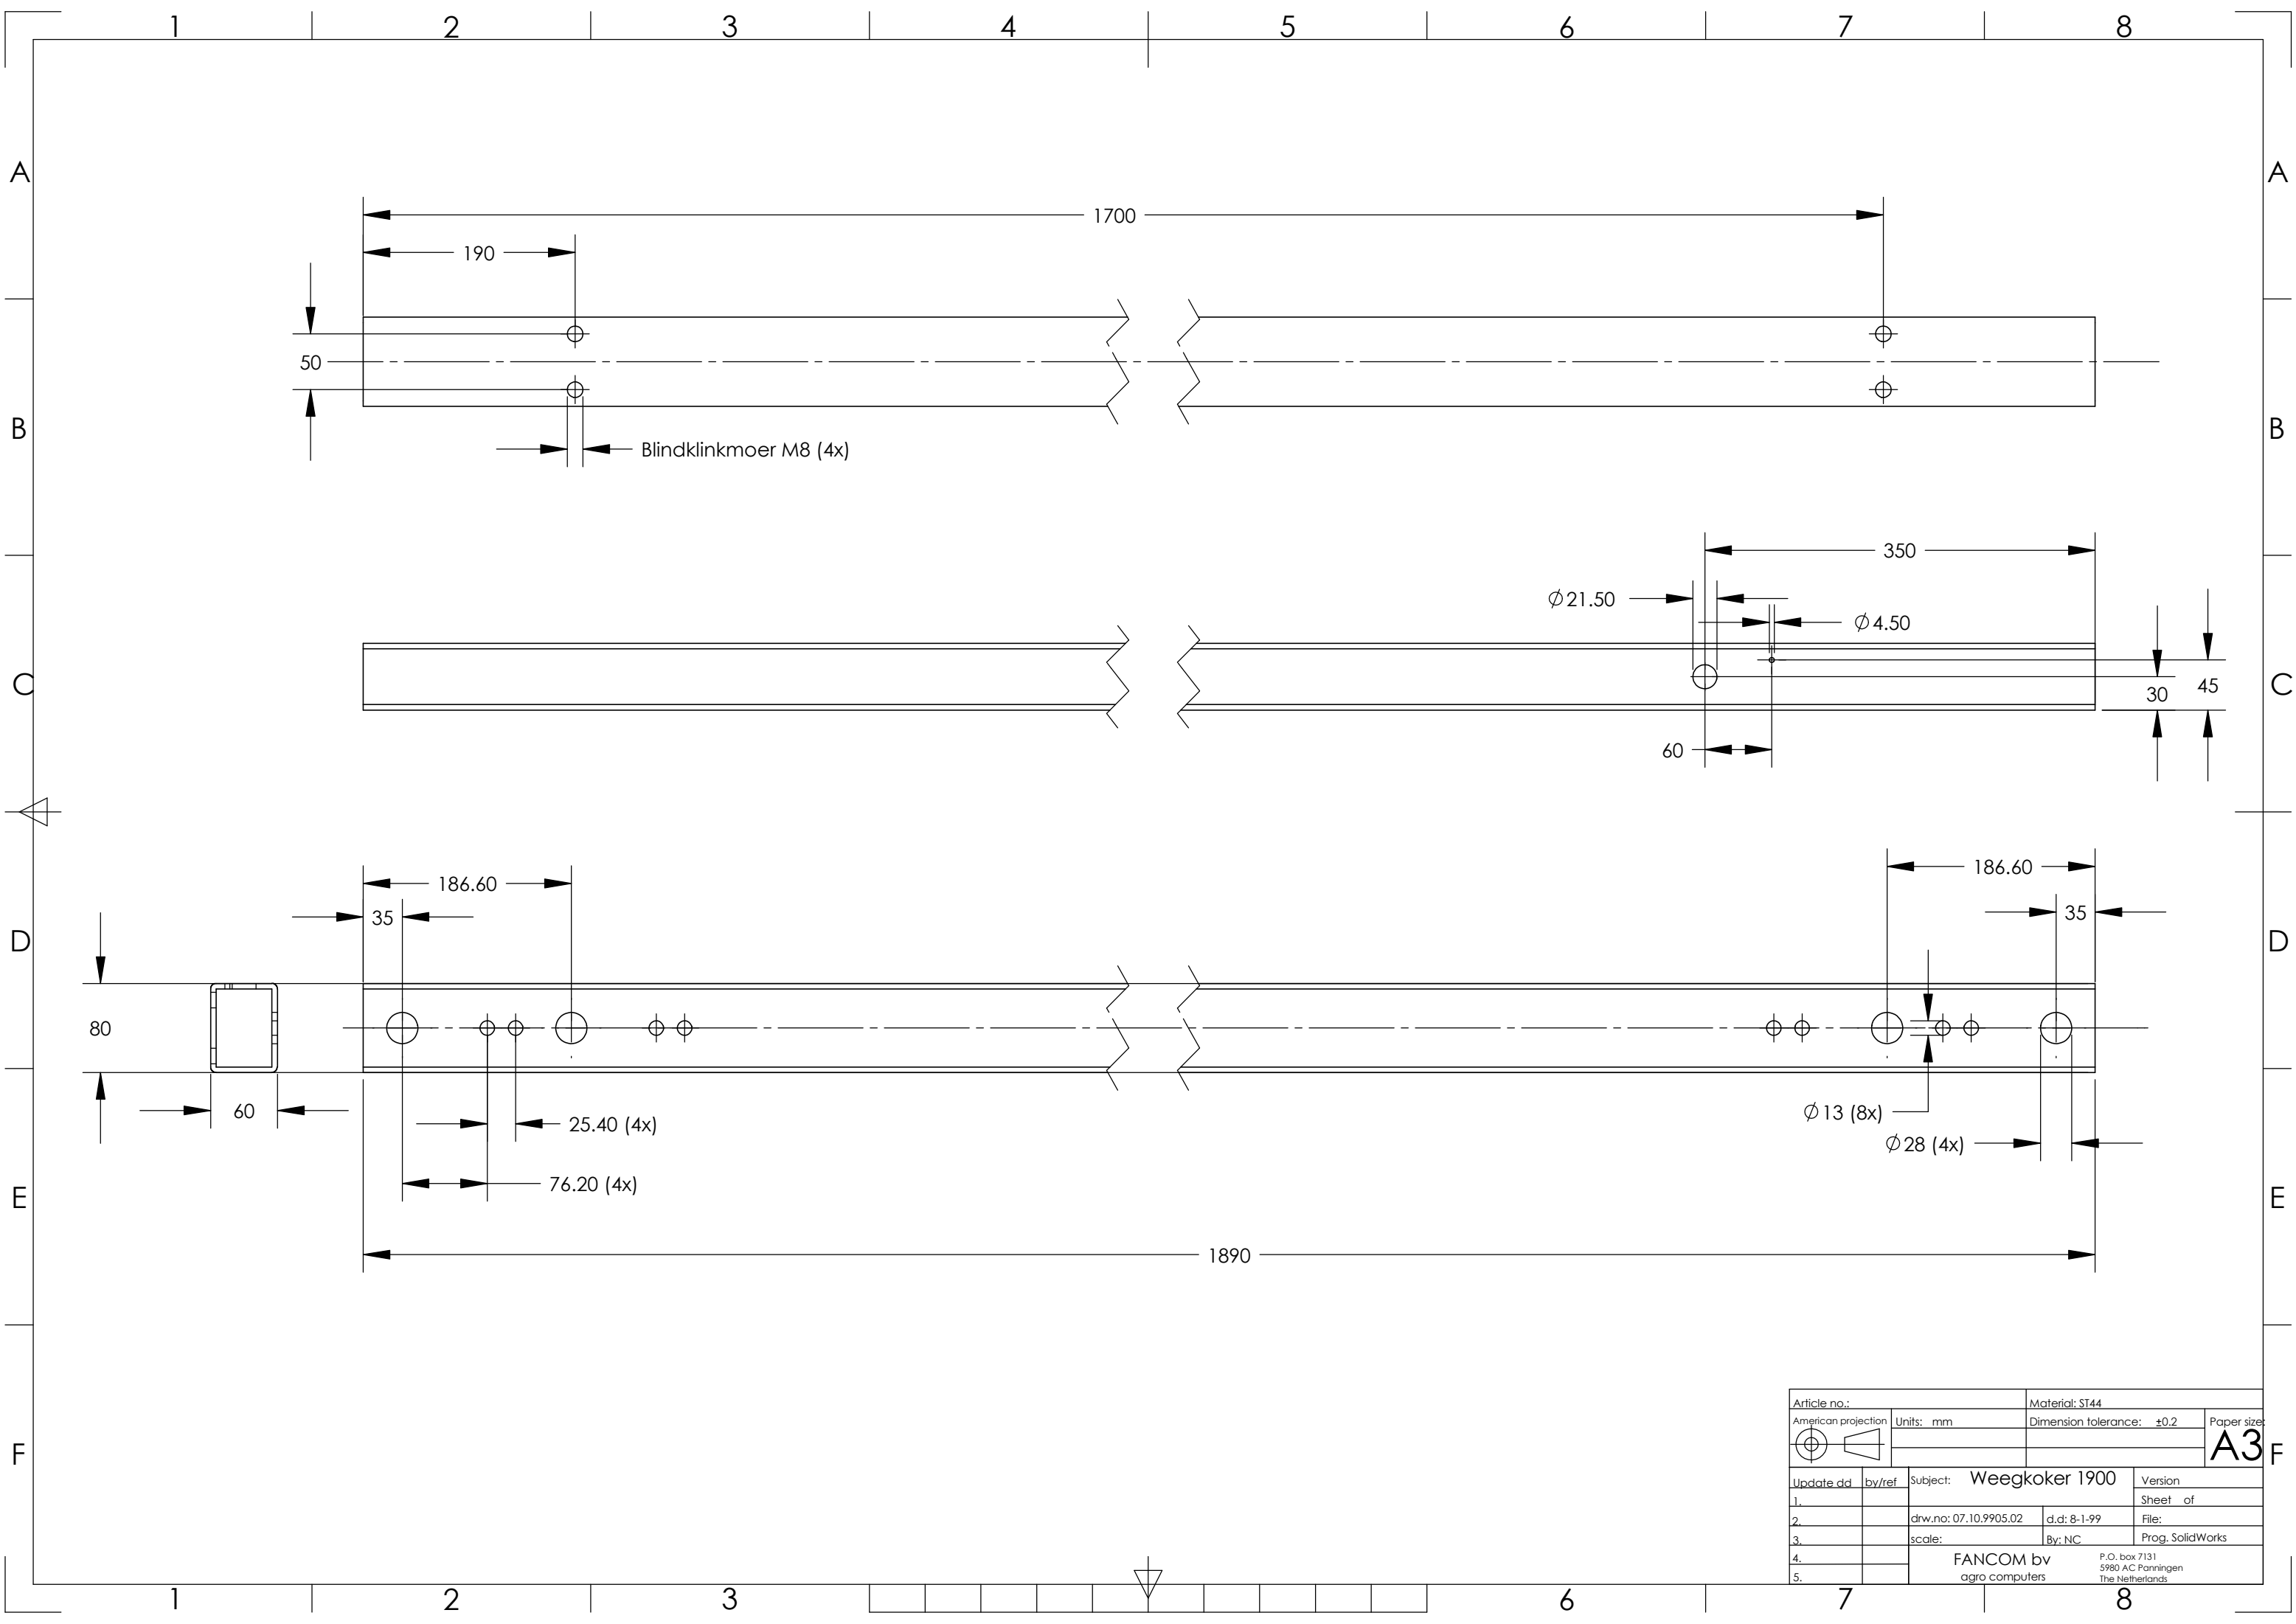 1 2 3 4 5 6 7 8
A A
1700
190
50
B B
Blindklinkmoer M8 (4x)
350
∅21.50
∅4.50
C C
30 45
60
186.60 186.60
35 35
D D
80
60
25.40 (4x)
∅13 (8x)
∅28 (4x)
76.20 (4x)
E E
1890
F F
Article no.: Material: ST44
American projection Units: mm Dimension tolerance: ±0.2 Paper size:
A3
Update dd by/ref Subject: Weegkoker 1900 Version
1. Sheet of
2. drw.no: 07.10.9905.02 d.d: 8-1-99 File:
3. scale: By: NC Prog. SolidWorks
4. FANCOM bv P.O. box 7131
5980 AC Panningen
5. agro computers The Netherlands
1 2 3 6 7 8